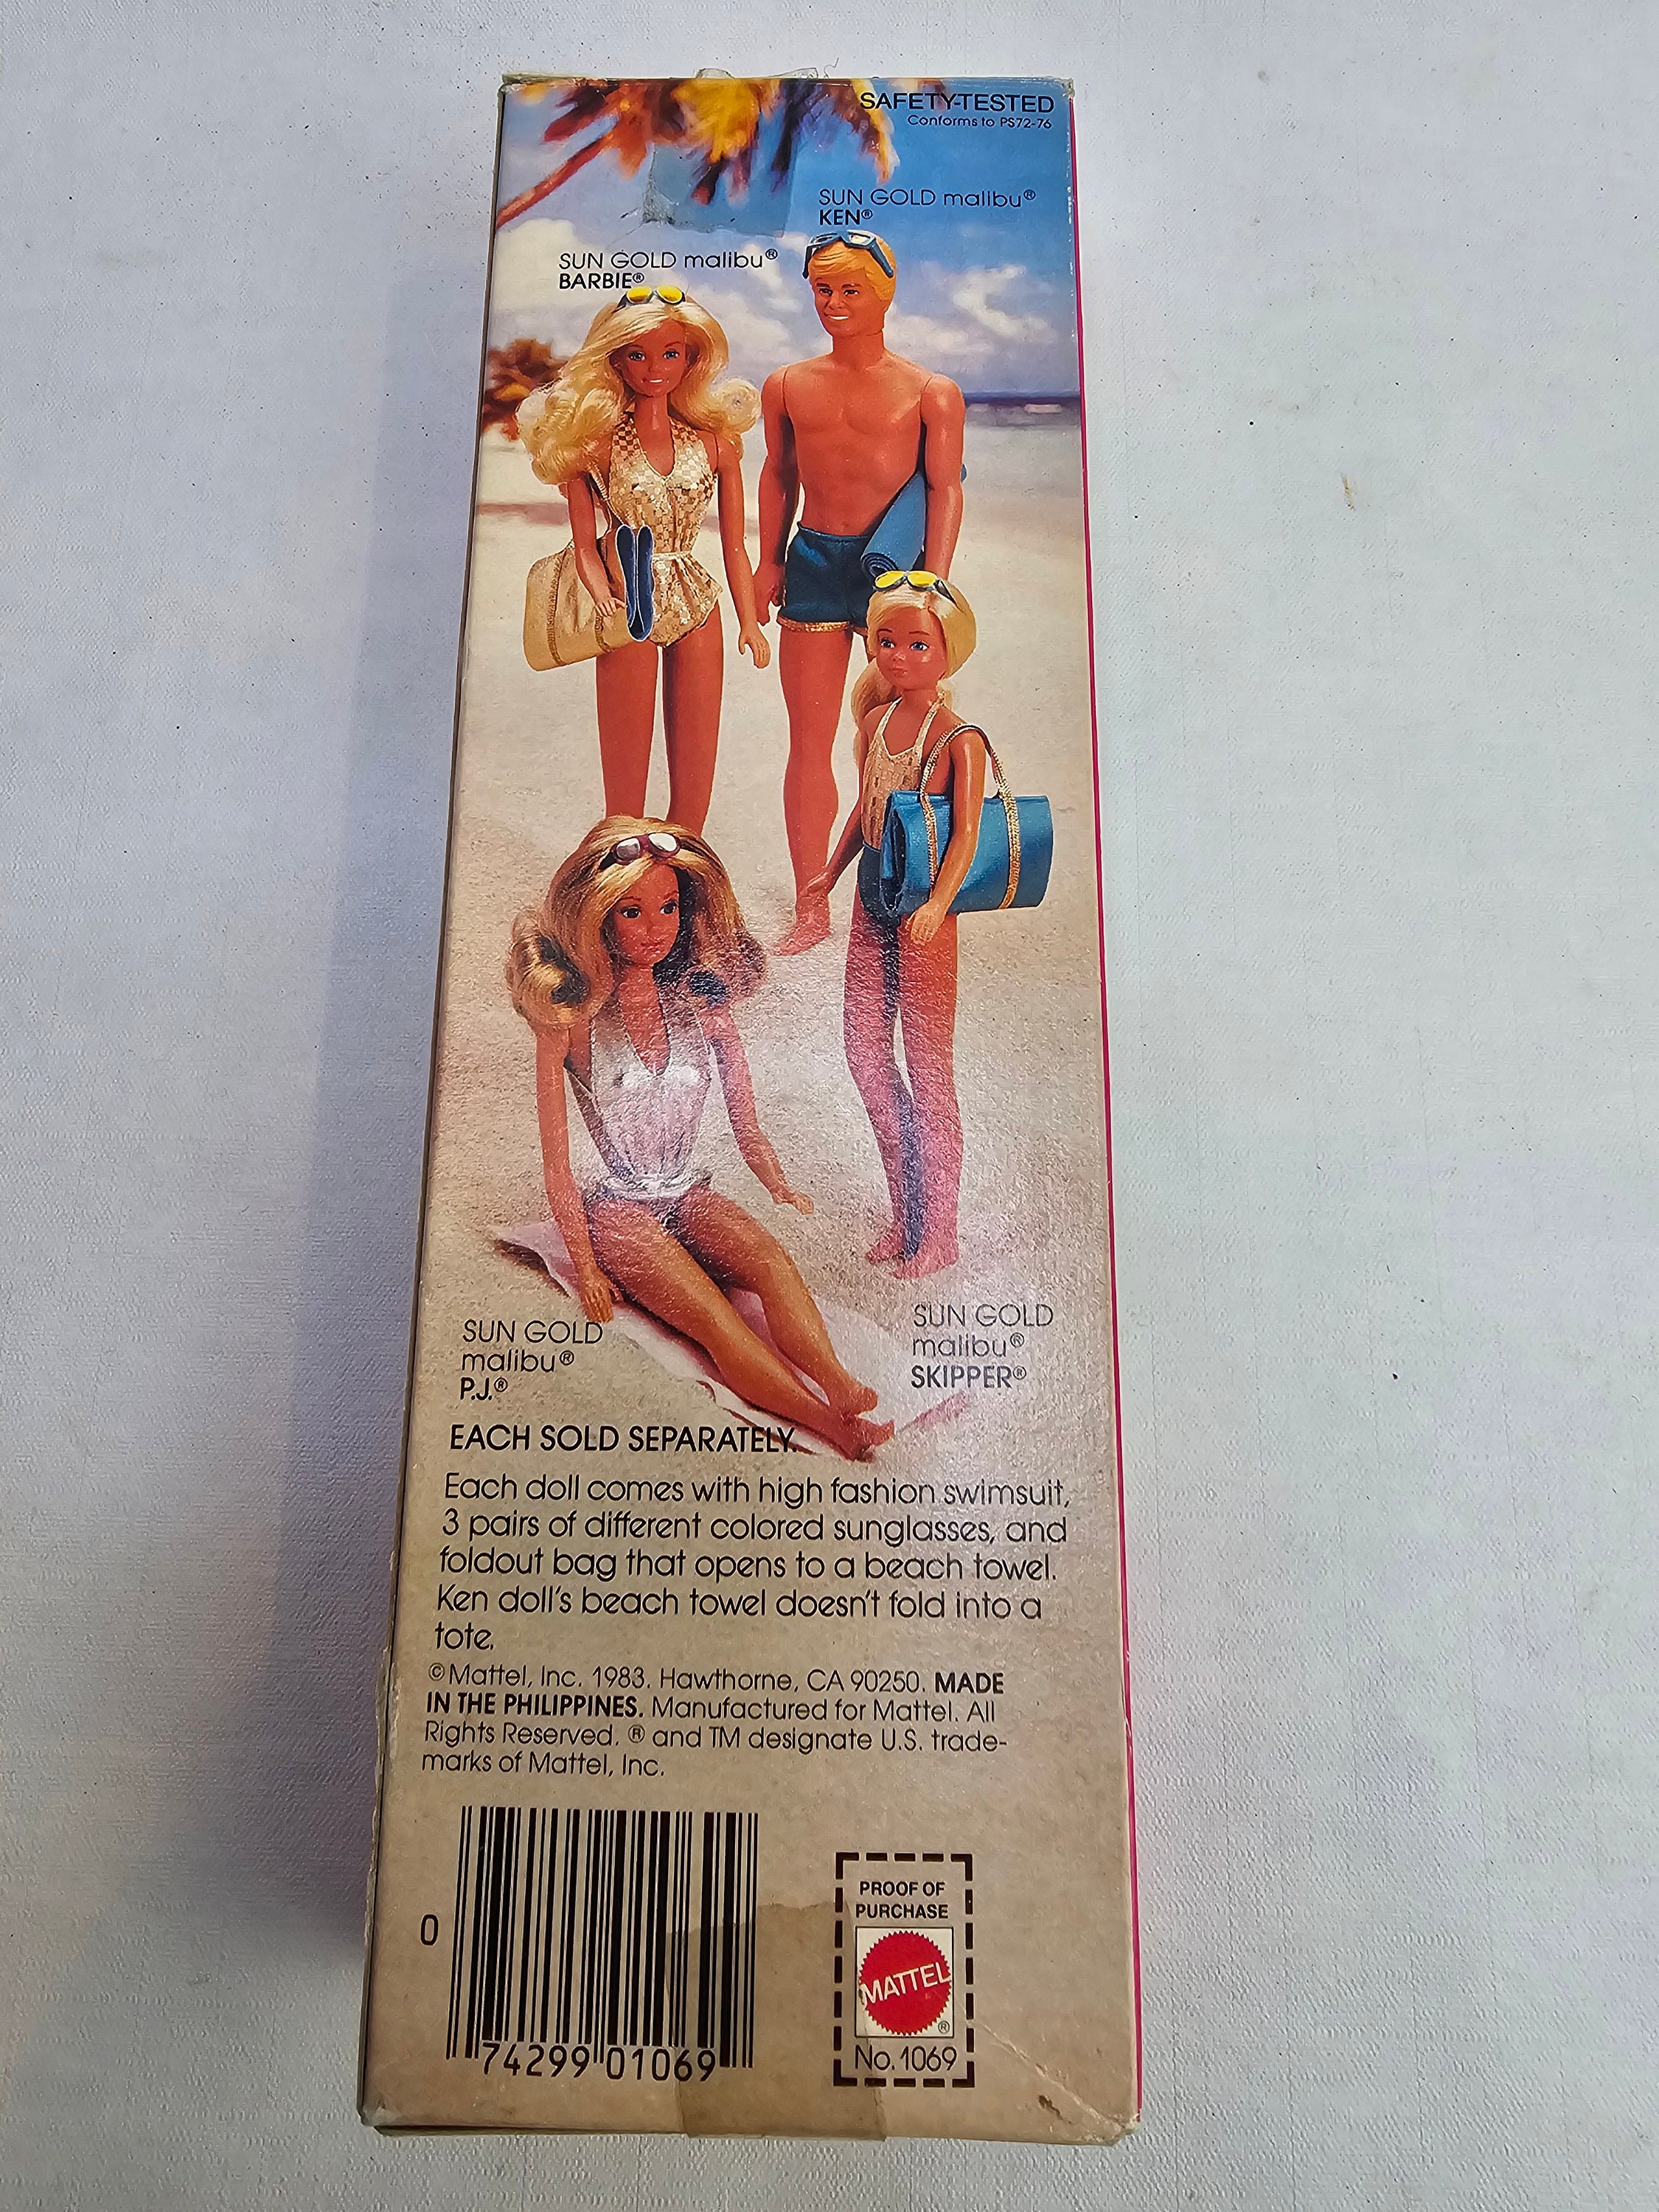 SAFETY-TESTED
Conforms to PS72-76
SUN GOLD malibu®
KEN®
SUN GOLD malibu®
BARBIE®
SUN GOLD
malibu®
P.J.®
SUN GOLD
malibu®
SKIPPER®
EACH SOLD SEPARATELY.
Each doll comes with high fashion swimsuit,
3 pairs of different colored sunglasses, and
foldout bag that opens to a beach towel.
Ken doll's beach towel doesn't fold into a
tote.
©Mattel, Inc. 1983. Hawthorne, CA 90250. MADE
IN THE PHILIPPINES. Manufactured for Mattel. All
Rights Reserved. ® and TM designate U.S. trade-
marks of Mattel, Inc.
0 74299 01069
PROOF OF
PURCHASE
MATTEL
®
No. 1069